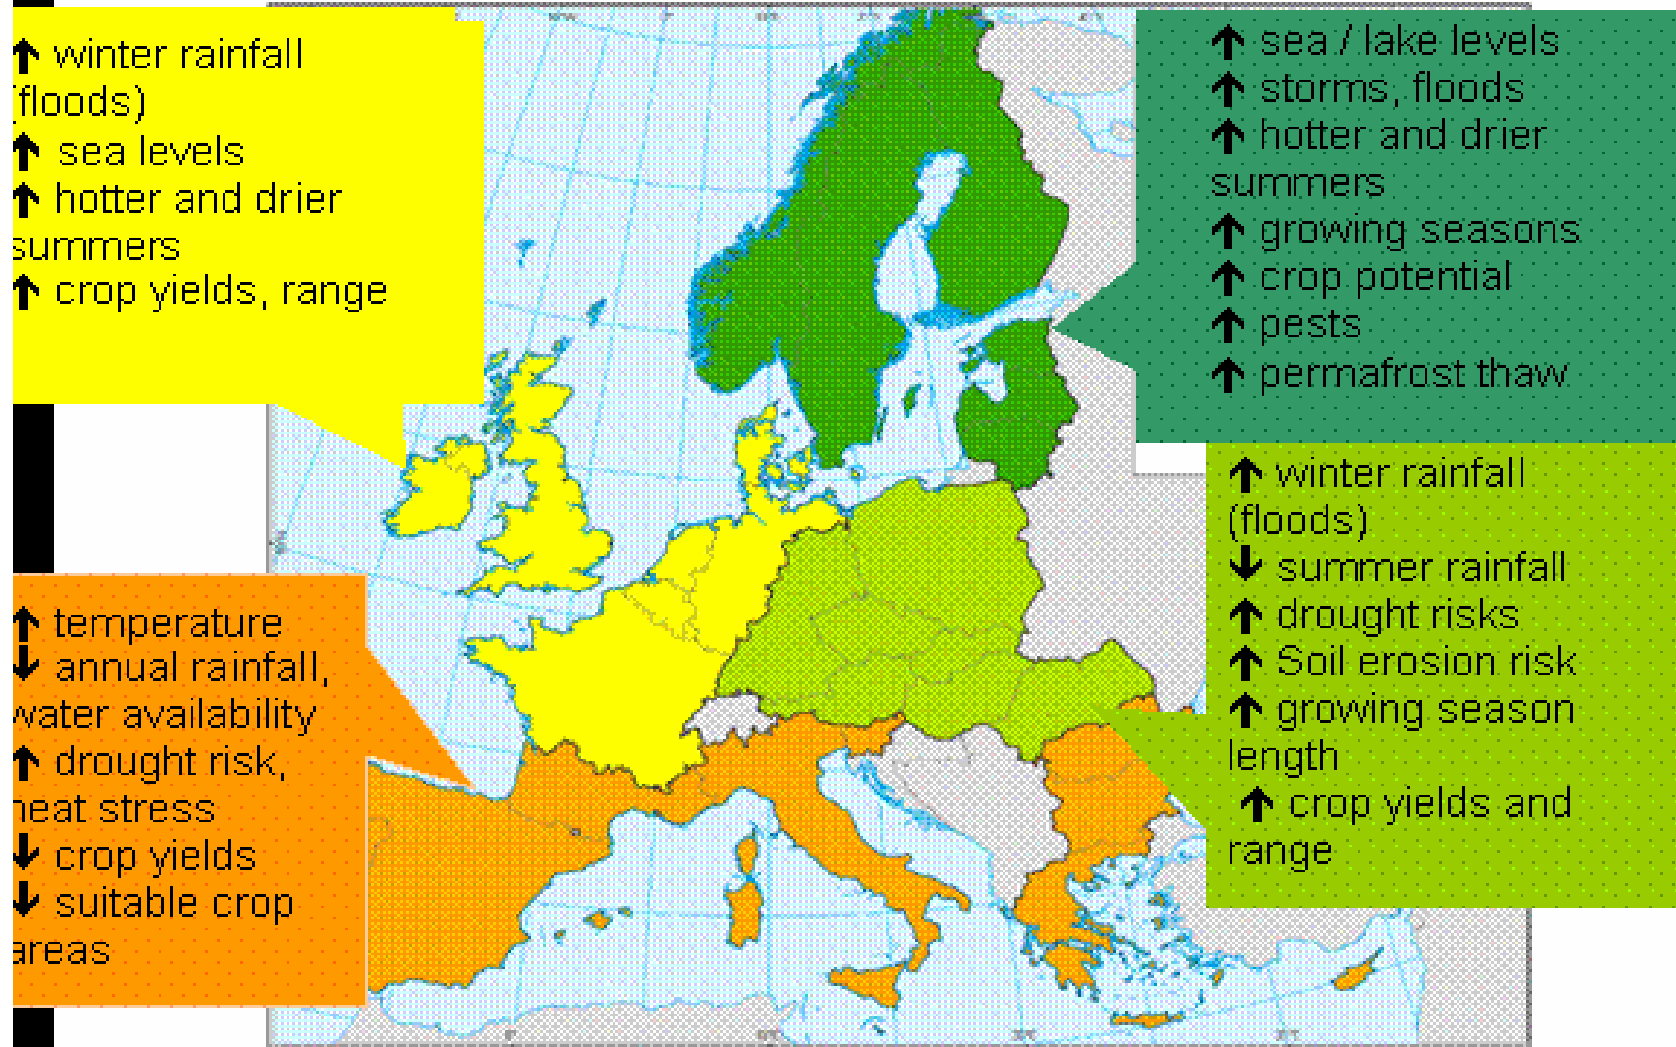 ↑ winter rainfall
(floods)
↑ sea levels
↑ hotter and drier
summers
↑ crop yields, range
↑ sea / lake levels
↑ storms, floods
↑ hotter and drier
summers
↑ growing seasons
↑ crop potential
↑ pests
↑ permafrost thaw
↑ temperature
↓ annual rainfall,
water availability
↑ drought risk,
heat stress
↓ crop yields
↓ suitable crop
areas
↑ winter rainfall
(floods)
↓ summer rainfall
↑ drought risks
↑ Soil erosion risk
↑ growing season
length
↑ crop yields and
range